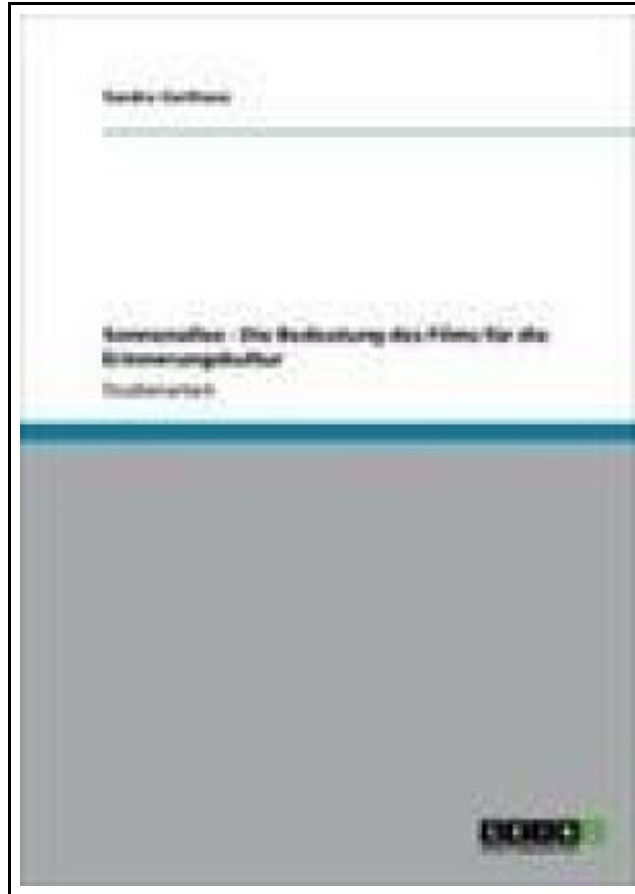 Sonnenallee - Die Bedeutung des Films für die
Erinnerungskultur
Studienarbeit